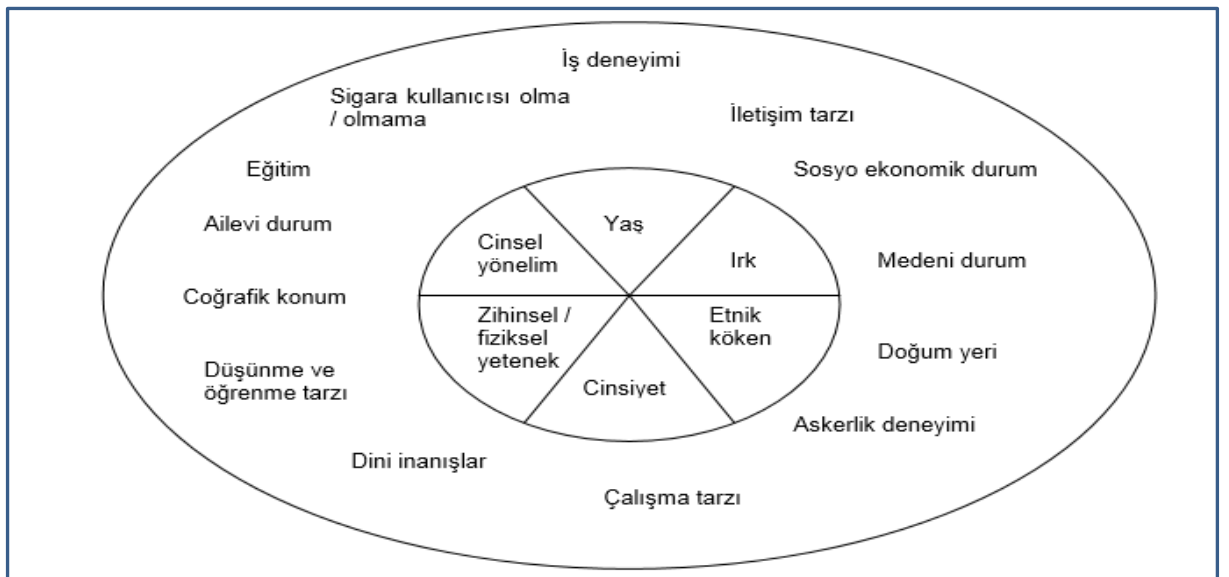 İş deneyimi
Sigara kullanıcısı olma
/ olmama
İletişim tarzı
Eğitim
Sosyo ekonomik durum
Ailevi durum
Yaş
Cinsel
yönelim
Irk
Medeni durum
Coğrafik konum
Zihinsel /
fiziksel
yetenek
Etnik
köken
Doğum yeri
Düşünme ve
öğrenme tarzı
Cinsiyet
Askerlik deneyimi
Dini inanışlar
Çalışma tarzı